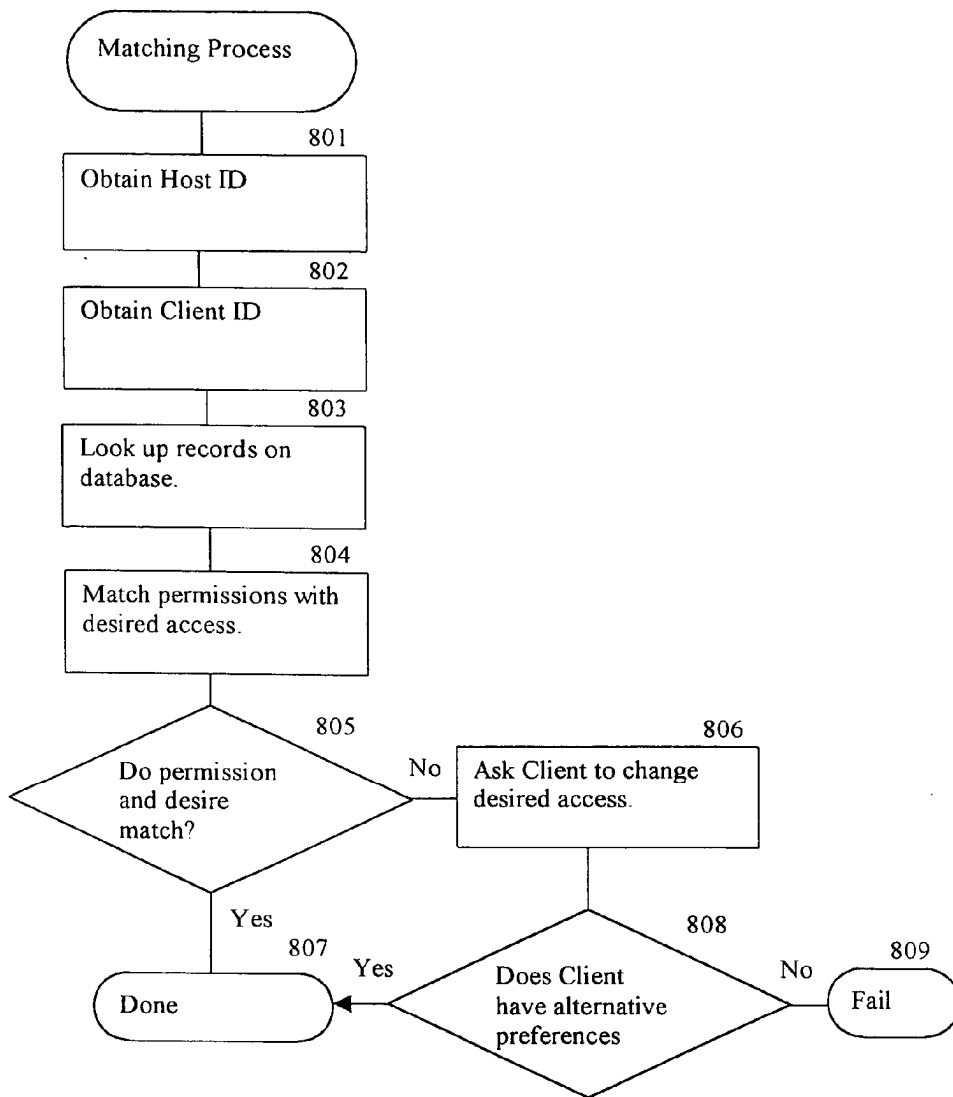 Matching Process
801
Obtain Host ID
802
Obtain Client ID
803
Look up records on
database.
804
Match permissions with
desired access.
805
Do permission
and desire
match?
No
806
Ask Client to change
desired access.
Yes
807
Done
Yes
808
Does Client
have alternative
preferences
No
809
Fail